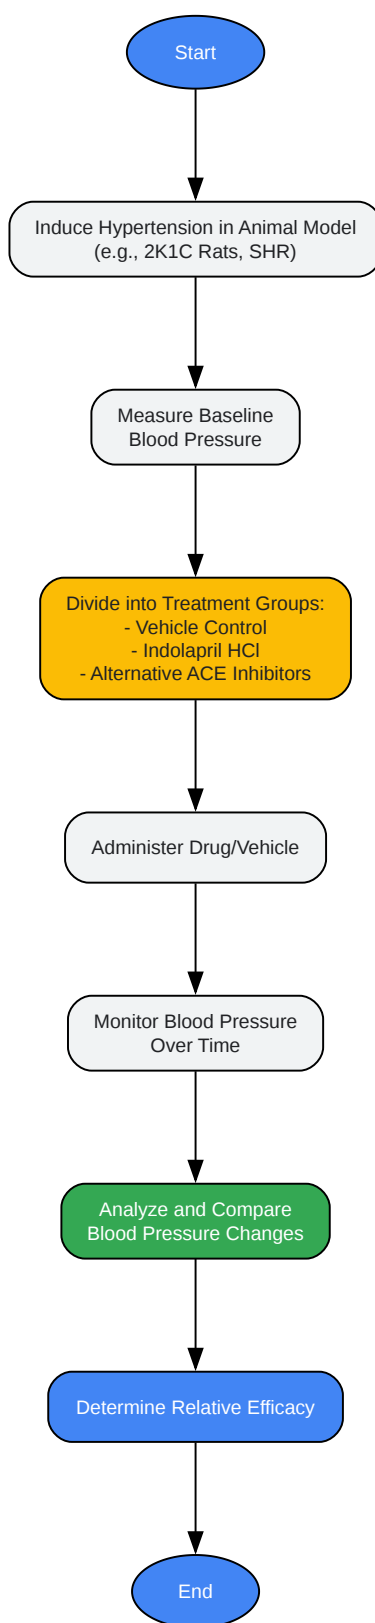 Start
Induce Hypertension in Animal Model
(e.g., 2K1C Rats, SHR)
Measure Baseline
Blood Pressure
Divide into Treatment Groups:
- Vehicle Control
- Indolapril HCl
- Alternative ACE Inhibitors
Administer Drug/Vehicle
Monitor Blood Pressure
Over Time
Analyze and Compare
Blood Pressure Changes
Determine Relative Efficacy
End